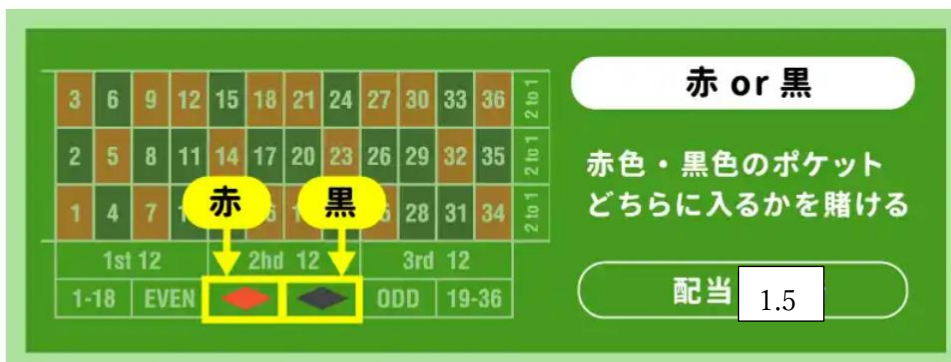 赤 or 黒
赤色・黒色のポケット
どちらに入るかを賭ける
配当 1.5
3 6 9 12 15 18 21 24 27 30 33 36 2 to 1
2 5 8 11 14 17 20 23 26 29 32 35 2 to 1
1 4 7 赤 黒 28 31 34 2 to 1
1st 12 2hd 12 3rd 12
1-18 EVEN ODD 19-36